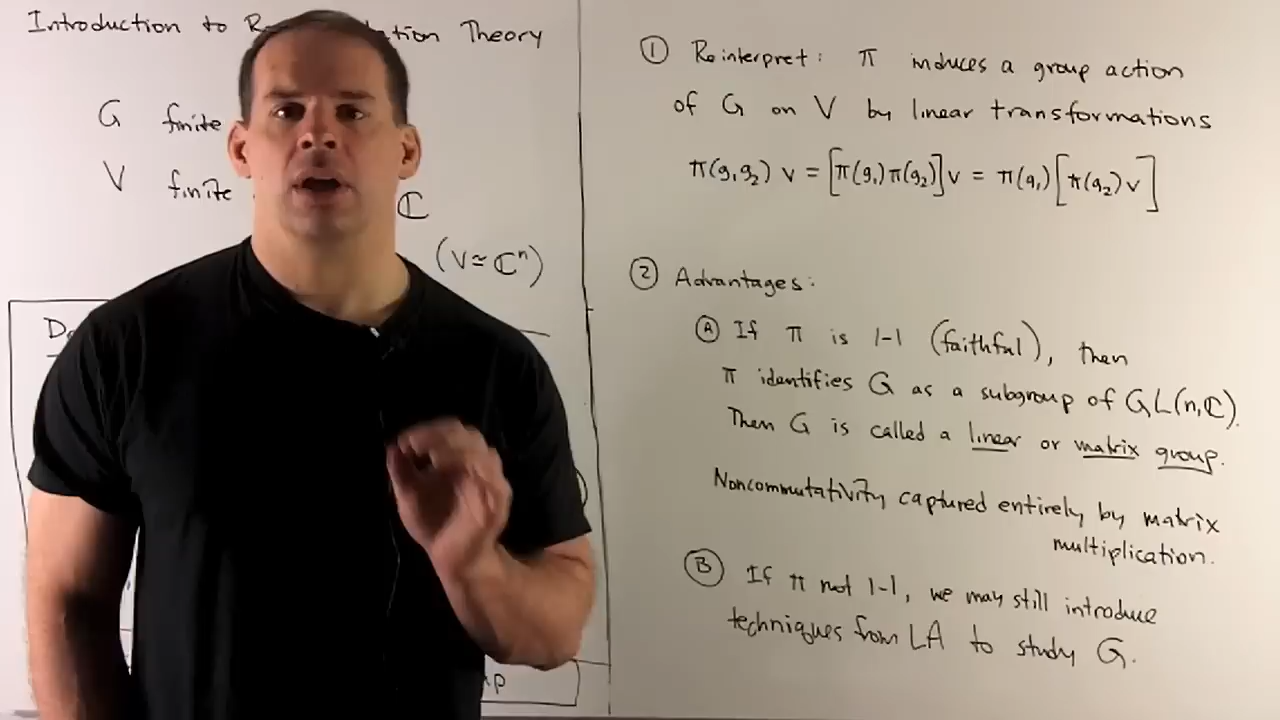 Introduction to R tion Theory
G finite
V finite
ℂ
(V ≃ ℂⁿ)
① Reinterpret: π induces a group action
of G on V by linear transformations
π(g₁g₂) v = [π(g₁)π(g₂)]v = π(g₁)[π(g₂)v]
② Advantages:
Ⓐ If π is 1-1 (faithful), then
π identifies G as a subgroup of GL(n,ℂ).
Then G is called a linear or matrix group.
Noncommutativity captured entirely by matrix
multiplication.
Ⓑ If π not 1-1, we may still introduce
techniques from LA to study G.